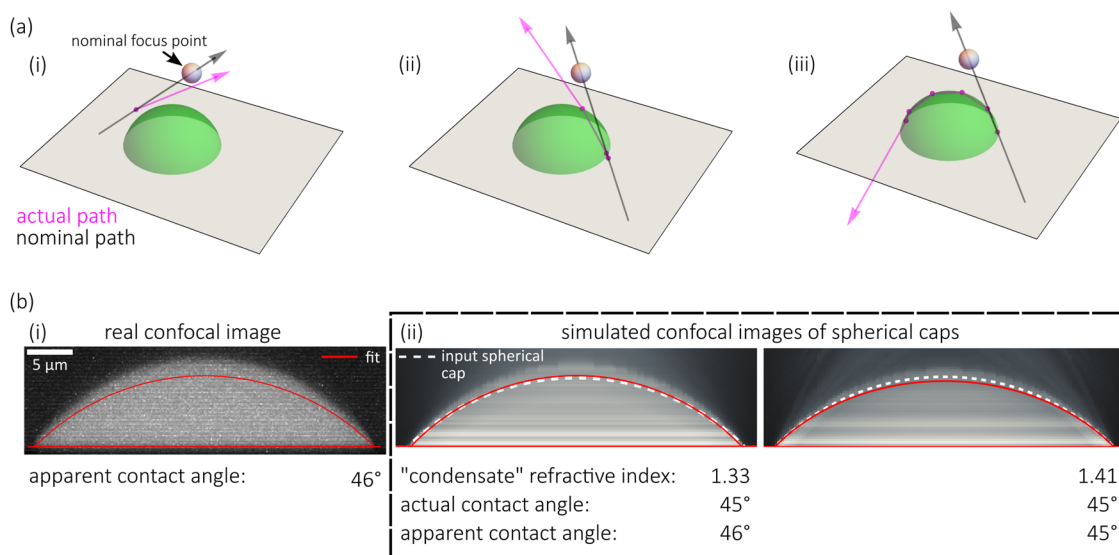 (a)
nominal focus point
(i)
(ii)
(iii)
actual path
nominal path
(b)
(i)
real confocal image
5 μm
fit
apparent contact angle:
46°
(ii)
simulated confocal images of spherical caps
input spherical
cap
"condensate" refractive index:
1.33
1.41
actual contact angle:
45°
45°
apparent contact angle:
46°
45°